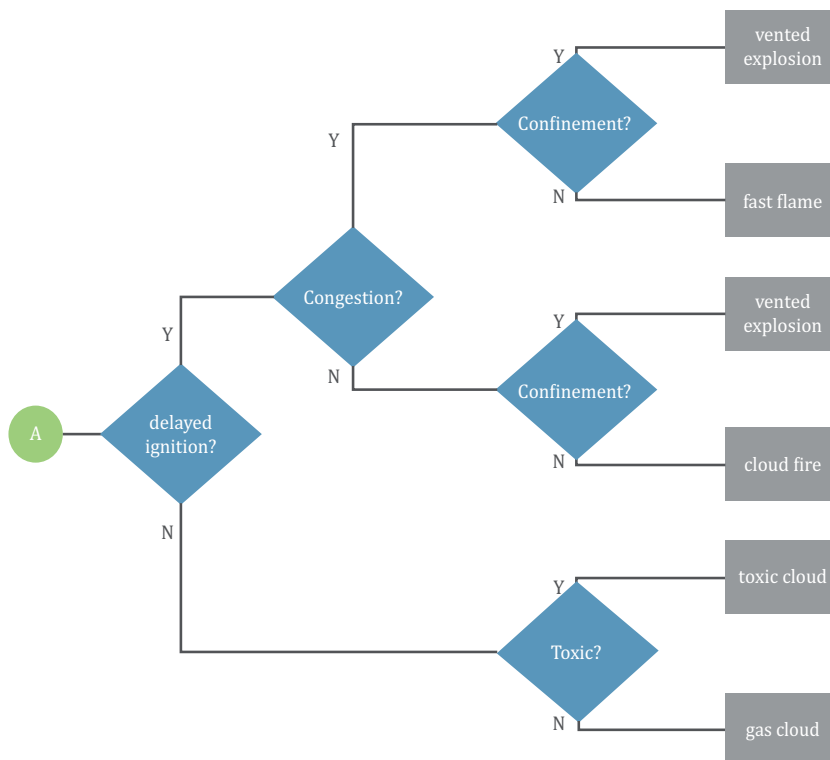 vented
explosion
Y
Confinement?
Y
N
fast flame
Congestion?
vented
explosion
Y
Y
N
Confinement?
delayed
ignition?
A
N
cloud fire
N
toxic cloud
Y
Toxic?
N
gas cloud